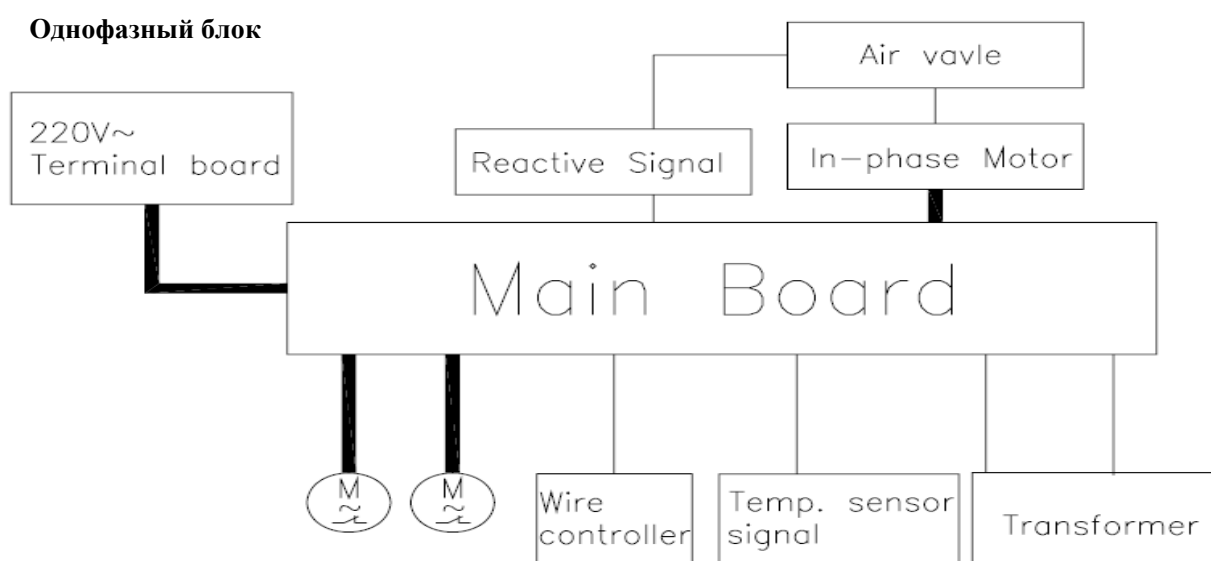 Однофазный блок
Air vavle
220V~
Terminal board
Reactive Signal
In-phase Motor
Main Board
M
~
M
~
Wire
controller
Temp. sensor
signal
Transformer